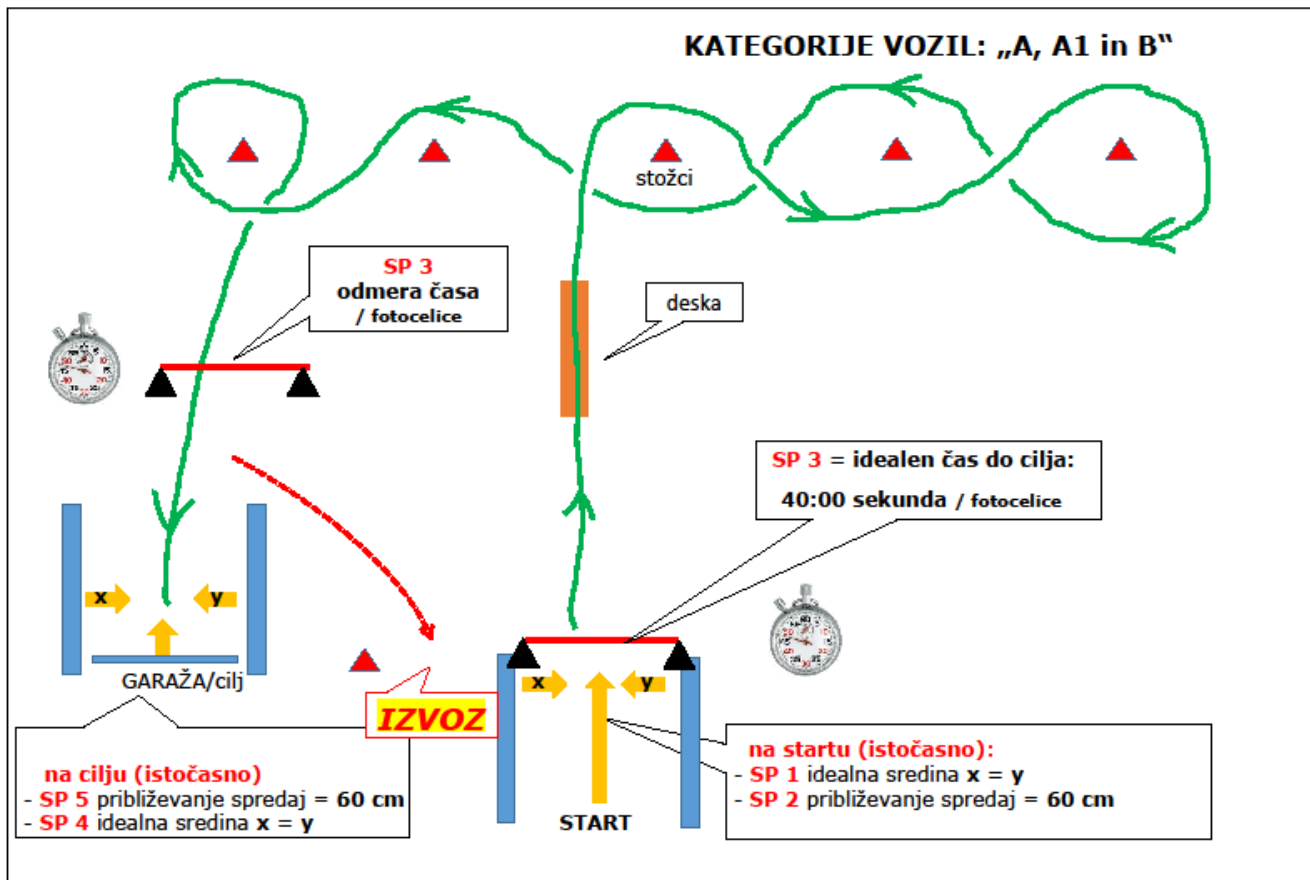 KATEGORIJE VOZIL: „A, A1 in B“
stožci
SP 3
odmera časa
/ fotocelice
deska
SP 3 = idealen čas do cilja:
40:00 sekunda / fotocelice
x
y
GARAŽA/cilj
x
y
IZVOZ
na cilju (istočasno)
- SP 5 približevanje spredaj = 60 cm
- SP 4 idealna sredina x = y
START
na startu (istočasno):
- SP 1 idealna sredina x = y
- SP 2 približevanje spredaj = 60 cm